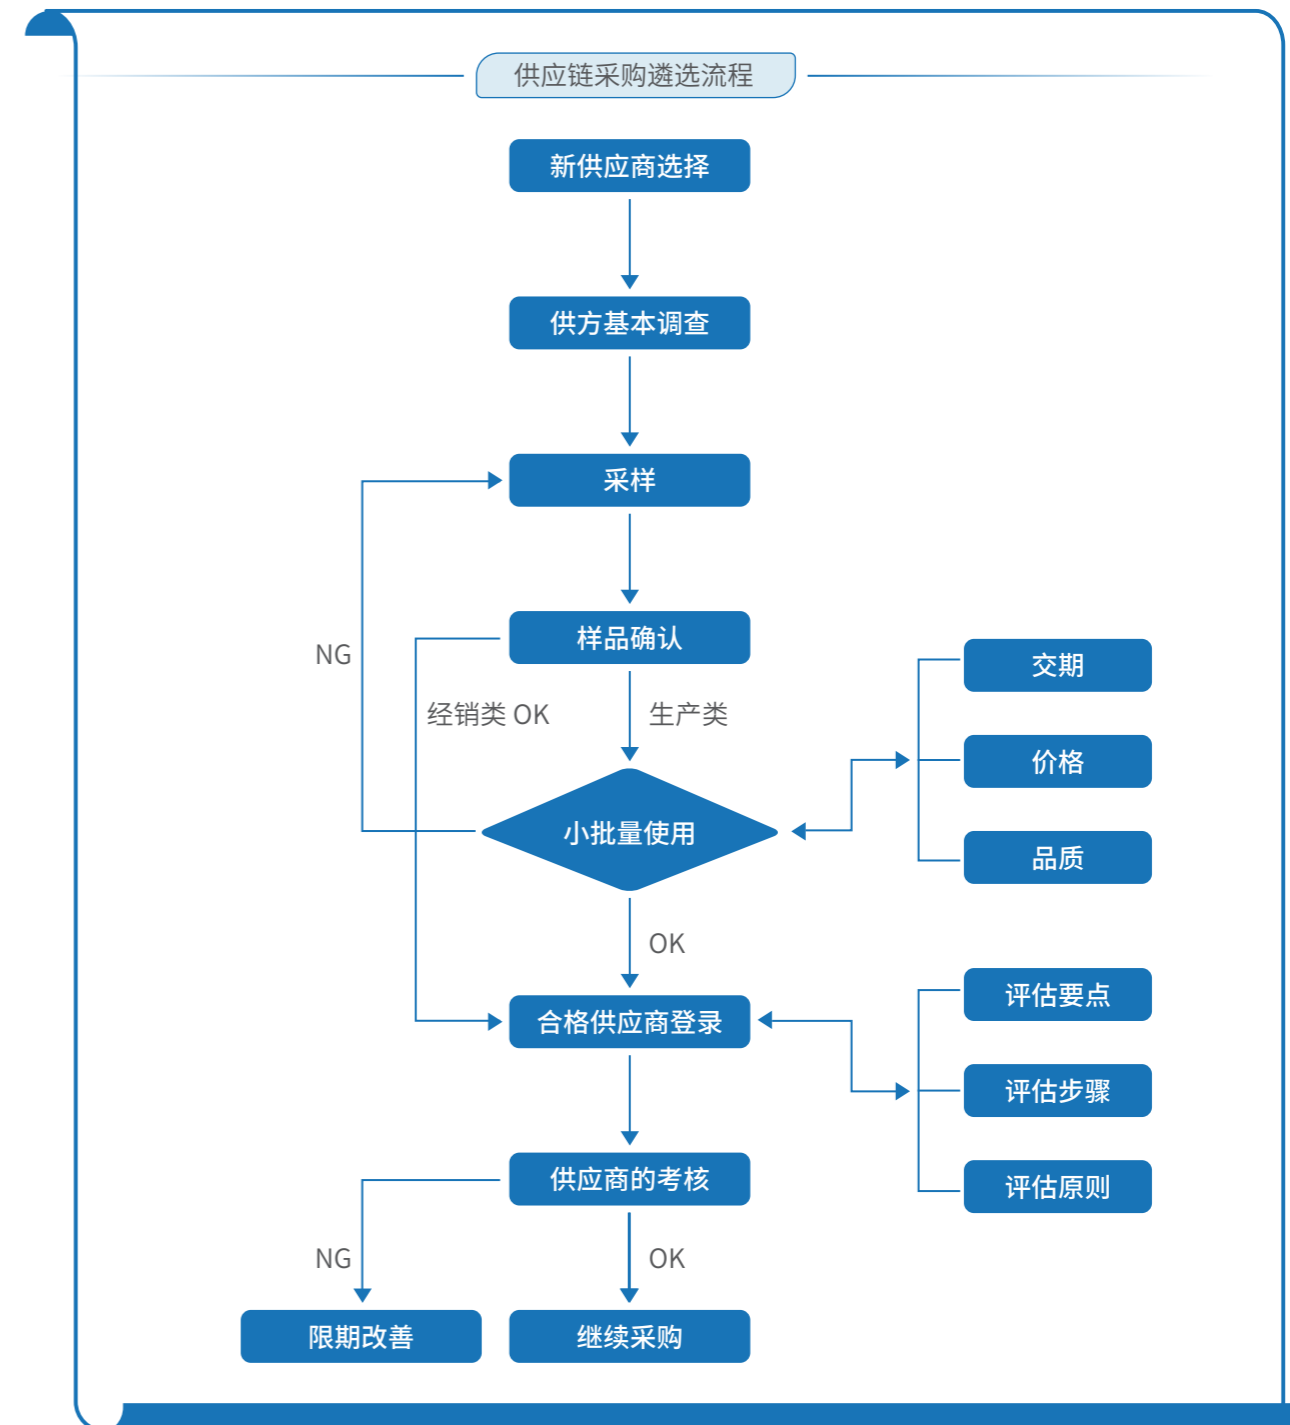 供应链采购遴选流程
新供应商选择
供方基本调查
采样
样品确认
NG
经销类 OK
生产类
交期
价格
品质
小批量使用
OK
合格供应商登录
评估要点
评估步骤
评估原则
供应商的考核
NG
OK
限期改善
继续采购